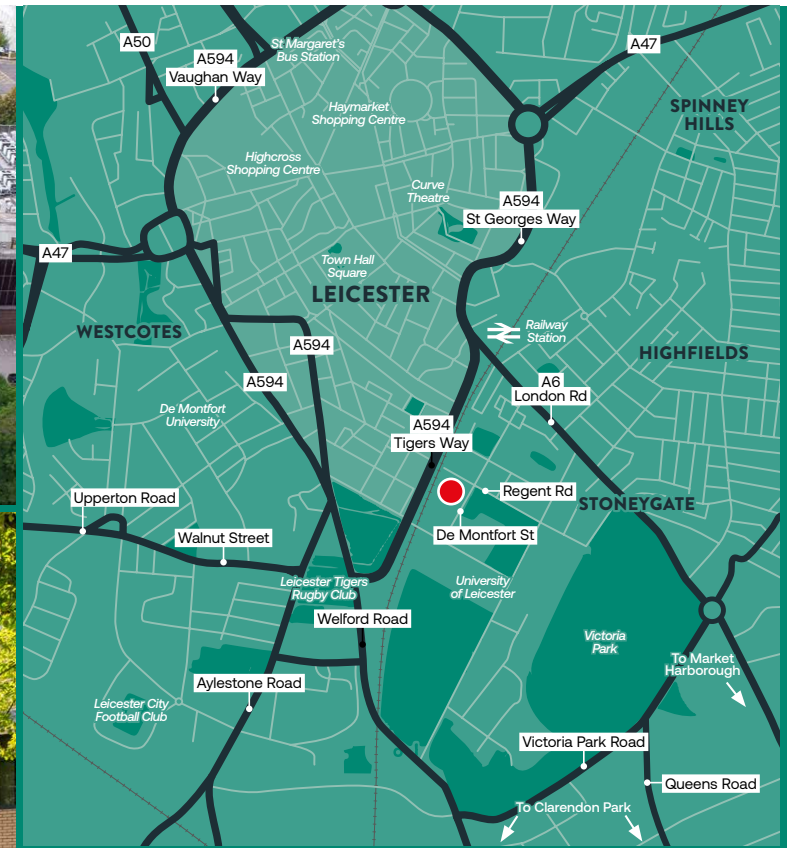 A50
St Margaret's
Bus Station
A47
A594
Vaughan Way
SPINNEY
HILLS
Haymarket
Shopping Centre
Highcross
Shopping Centre
Curve
Theatre
A594
St Georges Way
A47
Town Hall
Square
LEICESTER
WESTCOTES
Railway
Station
A594
HIGHFIELDS
A594
A6
London Rd
De Montfort
University
A594
Tigers Way
Upperton Road
Regent Rd
STONEYGATE
Walnut Street
De Montfort St
Leicester Tigers
Rugby Club
University
of Leicester
Welford Road
Victoria
Park
To Market
Harborough
Aylestone Road
Leicester City
Football Club
Victoria Park Road
Queens Road
To Clarendon Park